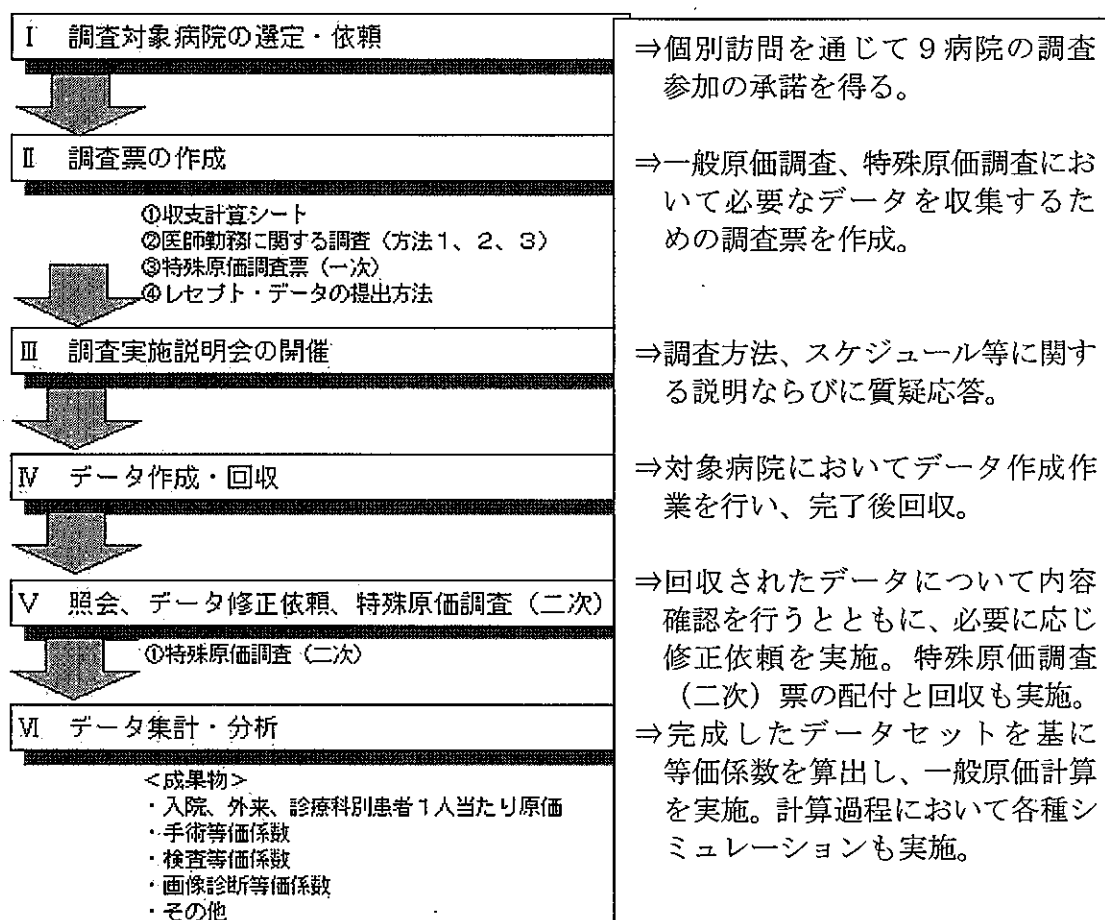 Ⅰ 調査対象病院の選定・依頼
⇒個別訪問を通じて9病院の調査
参加の承諾を得る。
Ⅱ 調査票の作成
①収支計算シート
②医師勤務に関する調査（方法1、2、3）
③特殊原価調査票（一次）
④レセプト・データの提出方法
⇒一般原価調査、特殊原価調査にお
いて必要なデータを収集するた
めの調査票を作成。
Ⅲ 調査実施説明会の開催
⇒調査方法、スケジュール等に関す
る説明ならびに質疑応答。
Ⅳ データ作成・回収
⇒対象病院においてデータ作成作
業を行い、完了後回収。
Ⅴ 照会、データ修正依頼、特殊原価調査（二次）
①特殊原価調査（二次）
⇒回収されたデータについて内容
確認を行うとともに、必要に応じ
修正依頼を実施。特殊原価調査
（二次）票の配付と回収も実施。
Ⅵ データ集計・分析
＜成果物＞
・入院、外来、診療科別患者1人当たり原価
・手術等価係数
・検査等価係数
・画像診断等価係数
・その他
⇒完成したデータセットを基に
等価係数を算出し、一般原価計算
を実施。計算過程において各種シ
ミュレーションも実施。